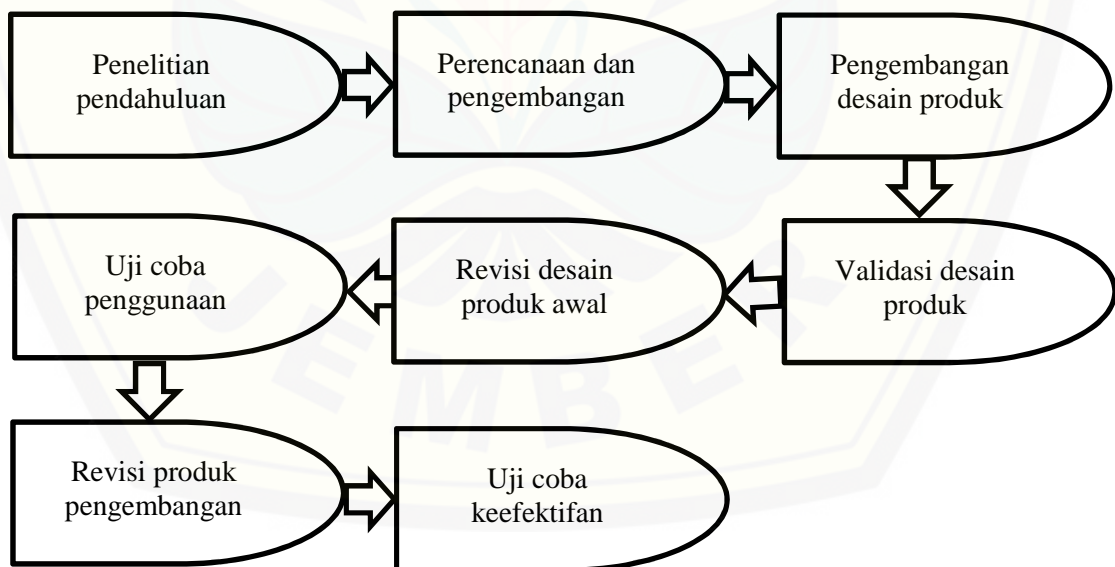 Penelitian
pendahuluan
Perencanaan dan
pengembangan
Pengembangan
desain produk
Validasi desain
produk
Revisi desain
produk awal
Uji coba
penggunaan
Revisi produk
pengembangan
Uji coba
keefektifan
JEMBER